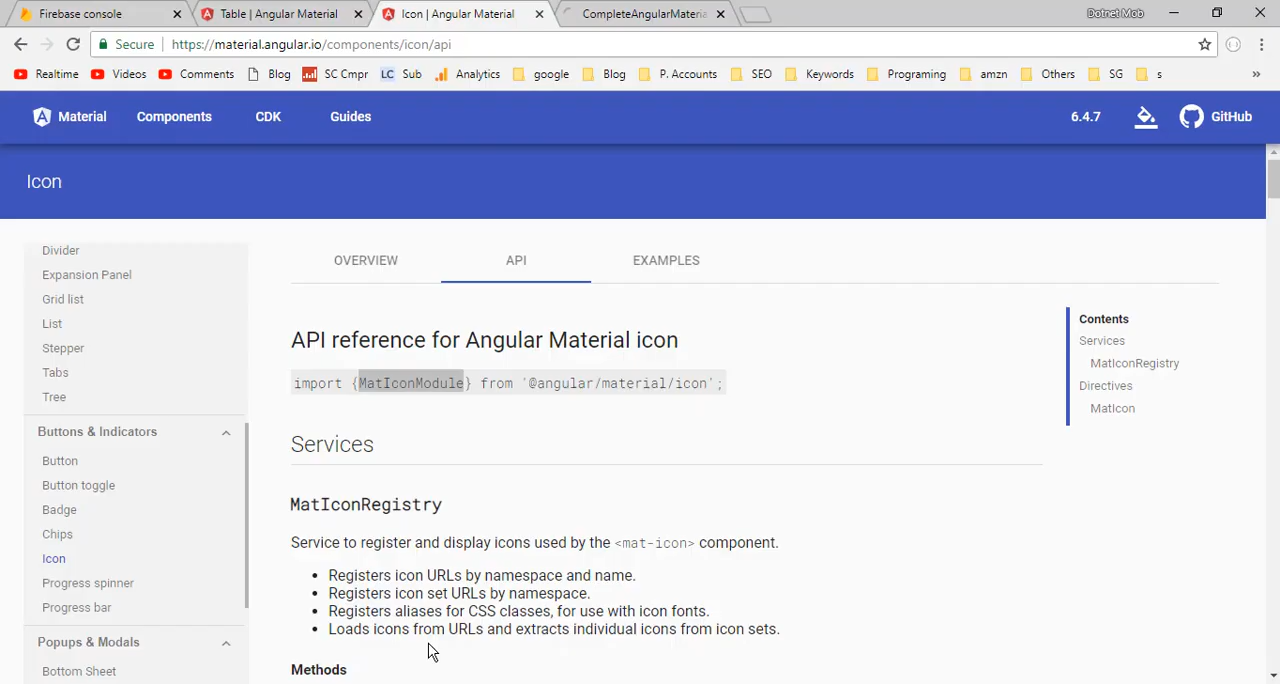 Firebase console
Table | Angular Material
Icon | Angular Material
CompleteAngularMateria
Dotnet Mob
Secure
https://material.angular.io/components/icon/api
Realtime
Videos
Comments
Blog
SC Cmpr
LC Sub
Analytics
google
Blog
P. Accounts
SEO
Keywords
Programing
amzn
Others
SG
s
»
Material
Components
CDK
Guides
6.4.7
GitHub
Icon
Divider
Expansion Panel
Grid list
List
Stepper
Tabs
Tree
Buttons & Indicators
Button
Button toggle
Badge
Chips
Icon
Progress spinner
Progress bar
Popups & Modals
Bottom Sheet
OVERVIEW
API
EXAMPLES
API reference for Angular Material icon
import {MatIconModule} from '@angular/material/icon';
Services
MatIconRegistry
Service to register and display icons used by the <mat-icon> component.
• Registers icon URLs by namespace and name.
• Registers icon set URLs by namespace.
• Registers aliases for CSS classes, for use with icon fonts.
• Loads icons from URLs and extracts individual icons from icon sets.
Methods
Contents
Services
MatIconRegistry
Directives
MatIcon